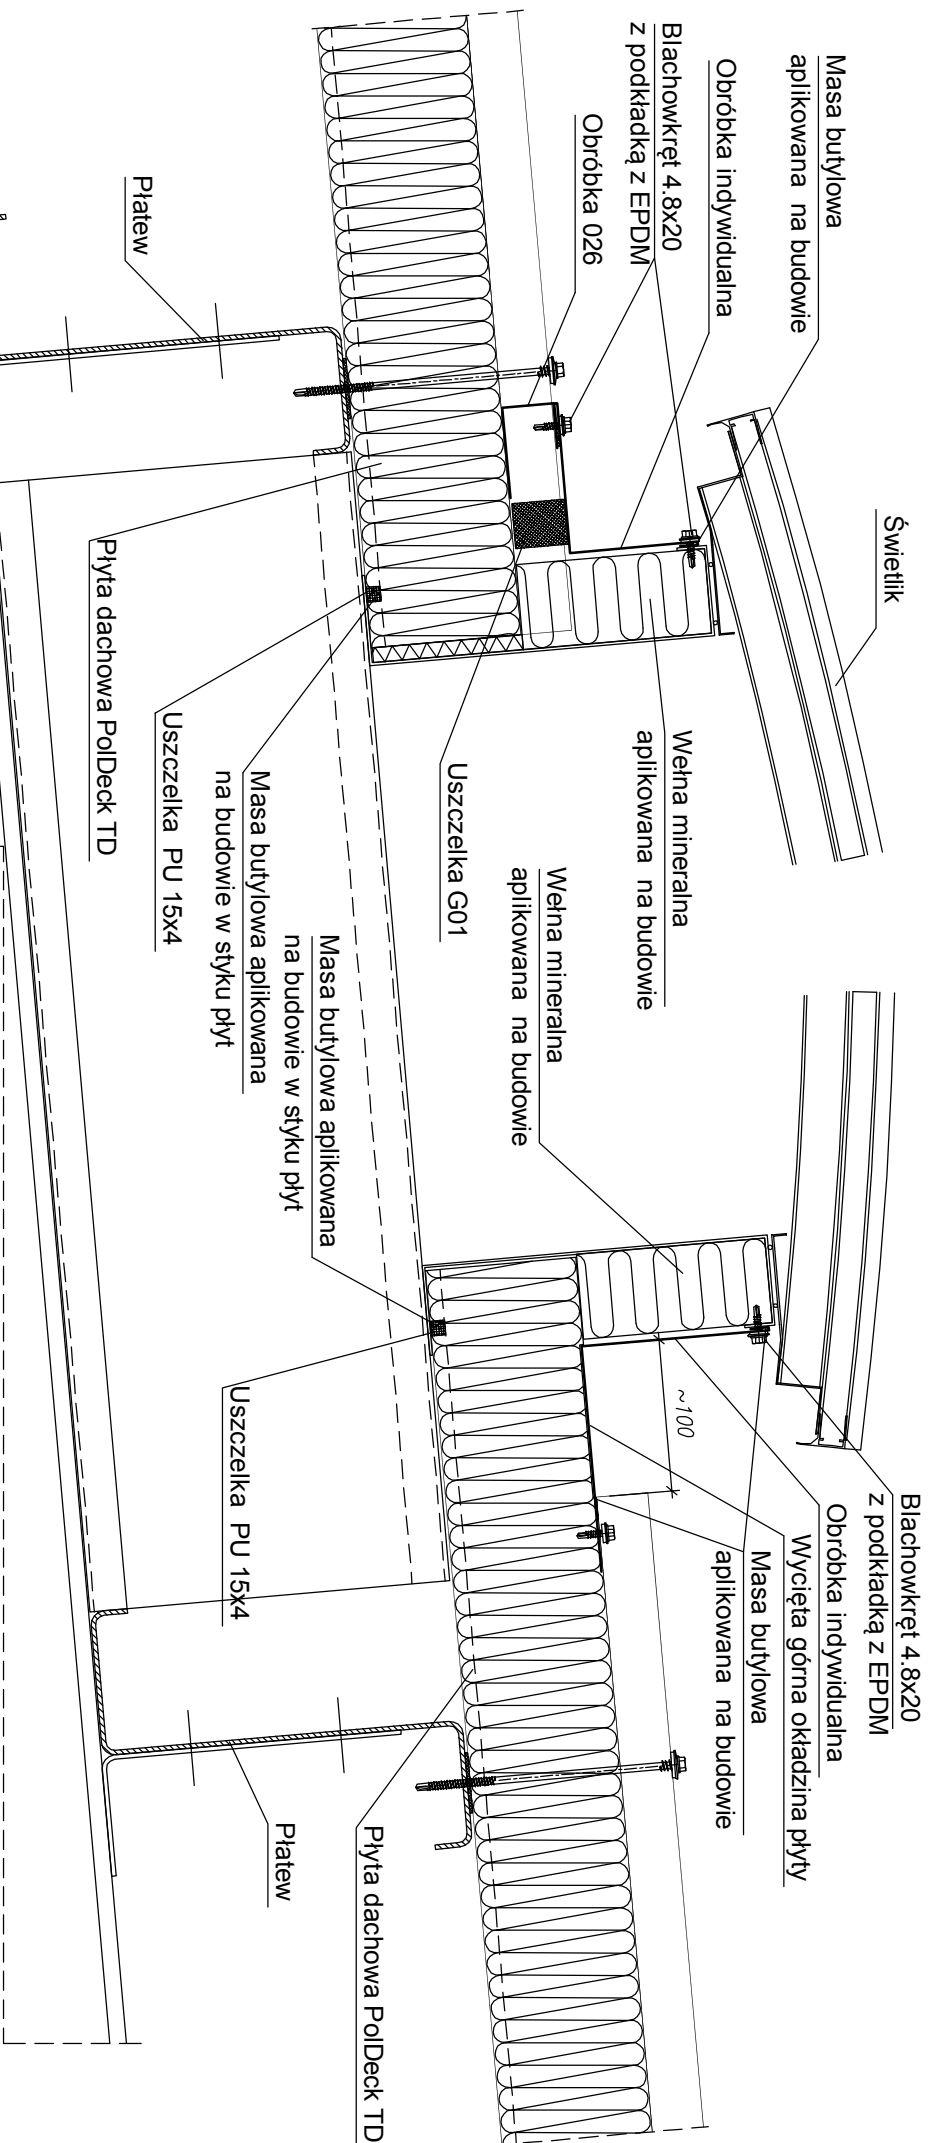 Masa butylowa
aplikowana na budowie
Obróbka indywidualna
Blachowkręt 4.8x20
z podkładką z EPDM
Obróbka 026
Płatew
Świetlik
Wełna mineralna
aplikowana na budowie
Uszczelka G01
Masa butylowa aplikowana
na budowie w styku płyt
Uszczelka PU 15x4
Płyta dachowa PolDeck TD
Wełna mineralna
aplikowana na budowie
Masa butylowa aplikowana
na budowie w styku płyt
Uszczelka PU 15x4
~100
Blachowkręt 4.8x20
z podkładką z EPDM
Obróbka indywidualna
Wycięta górna okładzina płyty
Masa butylowa
aplikowana na budowie
Płyta dachowa PolDeck TD
Płatew